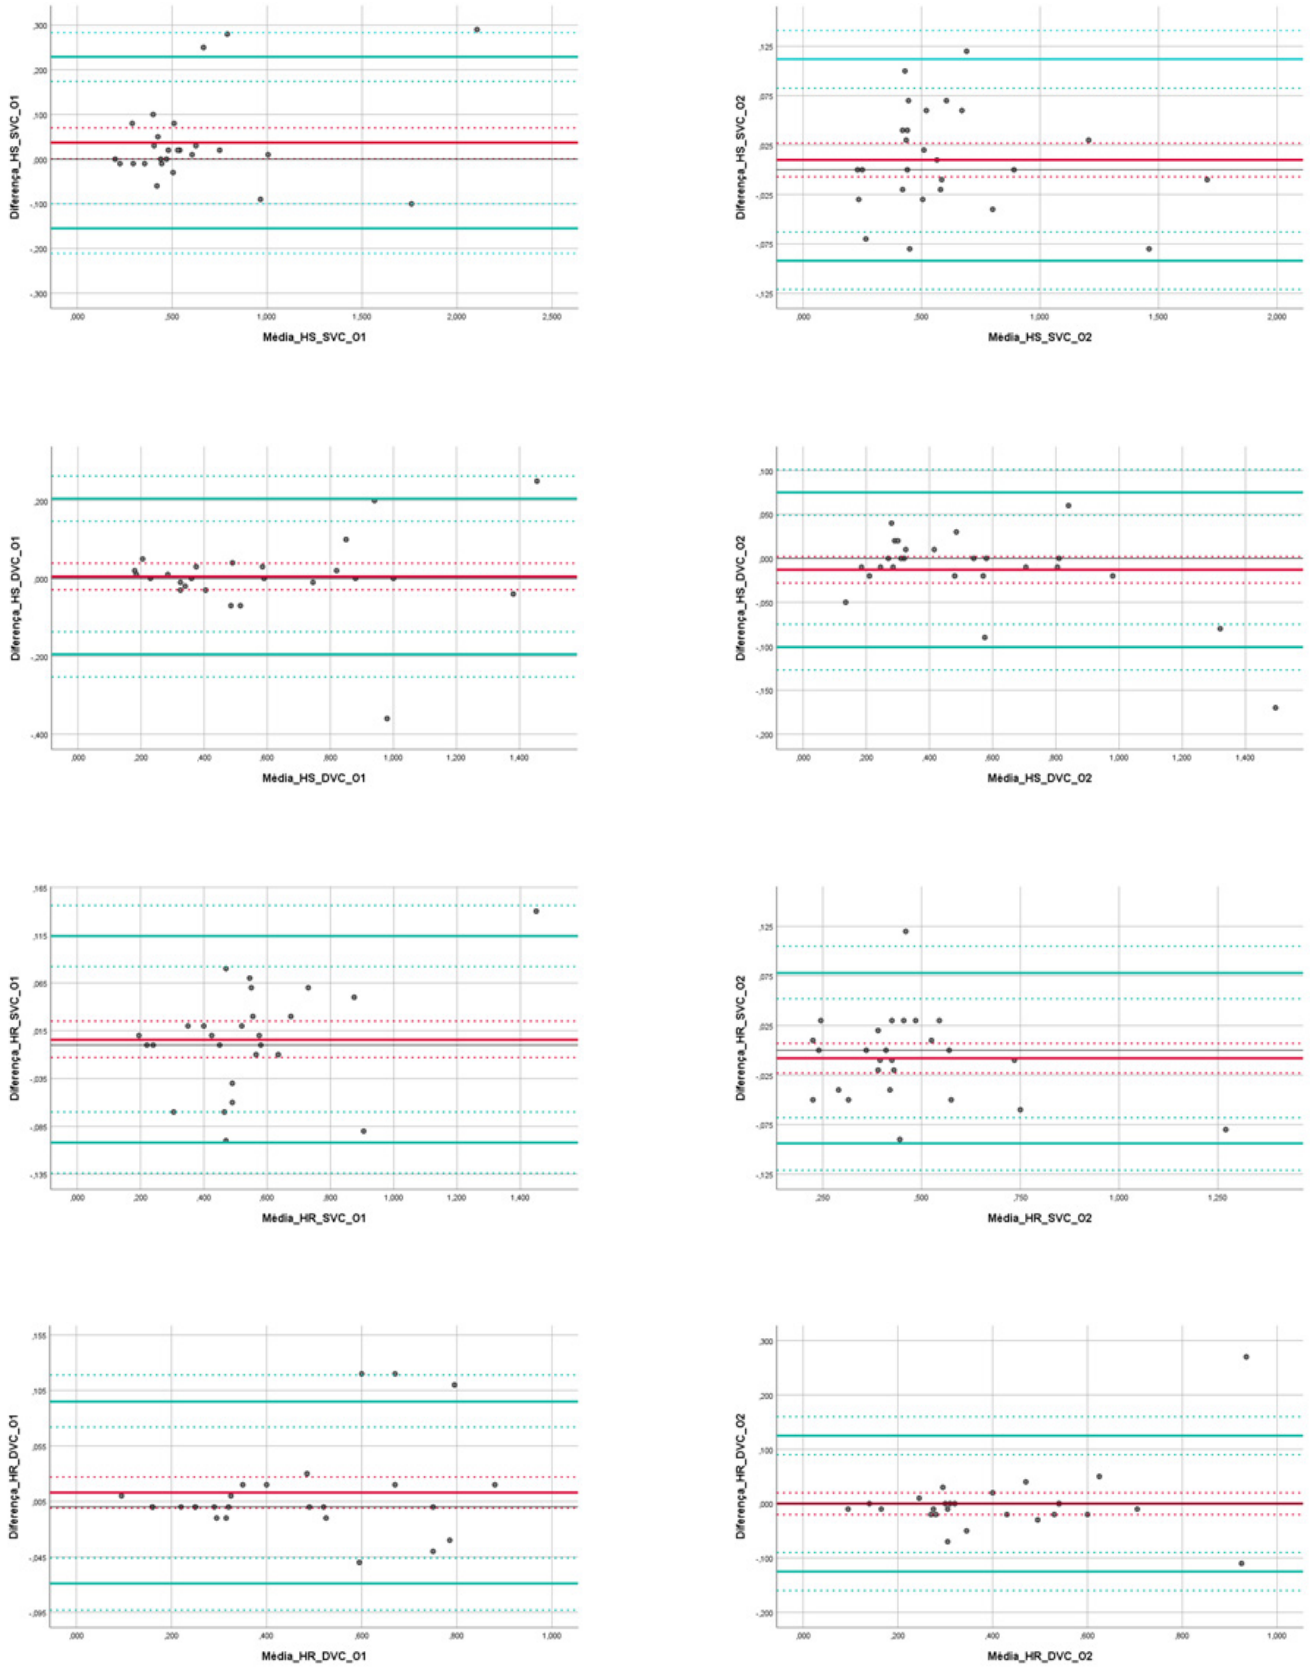 ,300
,200
,100
,000
-,100
-,200
-,300
Diferença_HS_SVC_O1
,000 ,500 1,000 1,500 2,000 2,500
Média_HS_SVC_O1
,125
,075
,025
-,025
-,075
-,125
Diferença_HS_SVC_O2
,000 ,500 1,000 1,500 2,000
Média_HS_SVC_O2
,200
,000
-,200
-,400
Diferença_HS_DVC_O1
,000 ,200 ,400 ,600 ,800 1,000 1,200 1,400
Média_HS_DVC_O1
,100
,050
,000
-,050
-,100
-,150
-,200
Diferença_HS_DVC_O2
,000 ,200 ,400 ,600 ,800 1,000 1,200 1,400
Média_HS_DVC_O2
,165
,115
,065
,015
-,035
-,085
-,135
Diferença_HR_SVC_O1
,000 ,200 ,400 ,600 ,800 1,000 1,200 1,400
Média_HR_SVC_O1
,125
,075
,025
-,025
-,075
-,125
Diferença_HR_SVC_O2
,250 ,500 ,750 1,000 1,250
Média_HR_SVC_O2
,155
,105
,055
,005
-,045
-,095
Diferença_HR_DVC_O1
,000 ,200 ,400 ,600 ,800 1,000
Média_HR_DVC_O1
,300
,200
,100
,000
-,100
-,200
Diferença_HR_DVC_O2
,000 ,200 ,400 ,600 ,800 1,000
Média_HR_DVC_O2